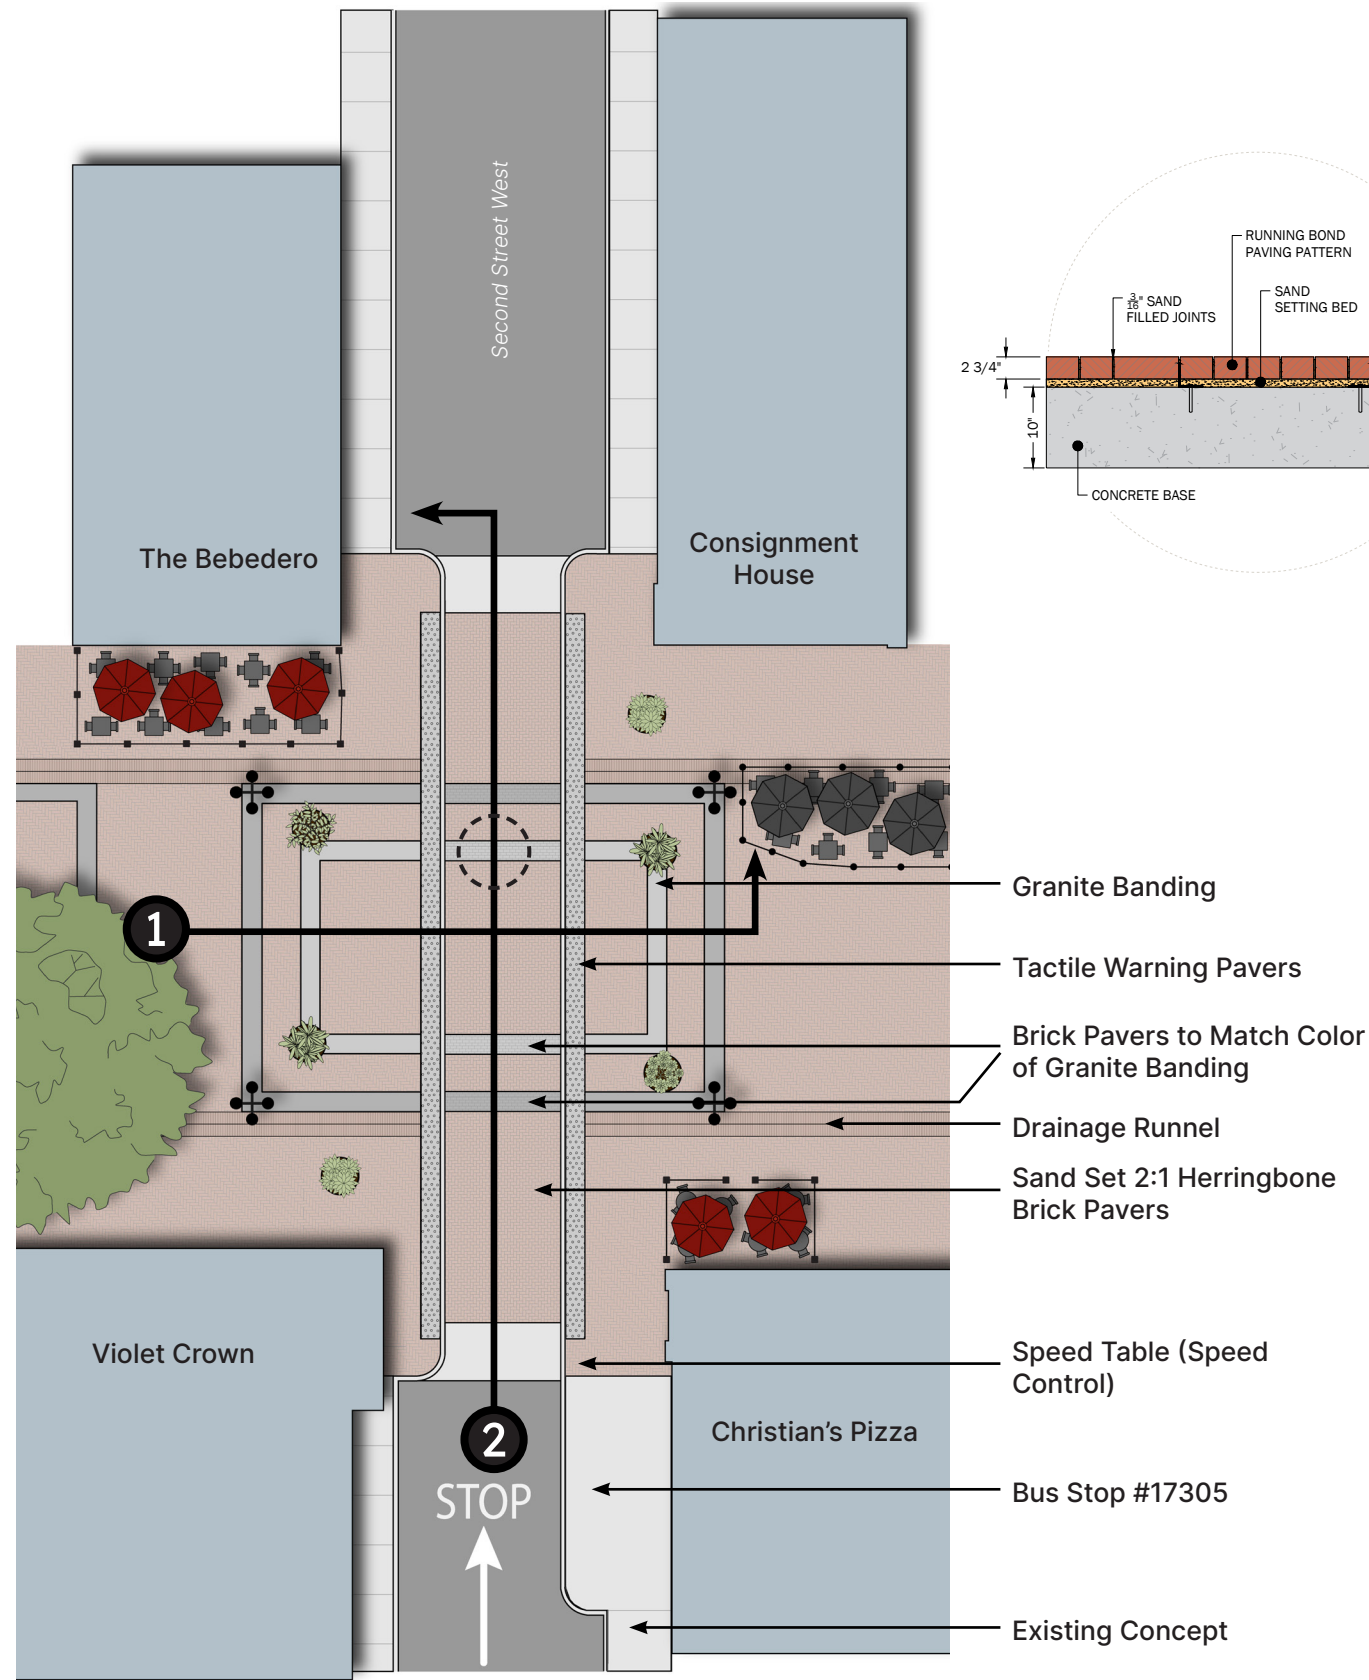 Second Street West
RUNNING BOND
PAVING PATTERN
SAND
SETTING BED
3/16" SAND
FILLED JOINTS
2 3/4"
10"
CONCRETE BASE
The Bebedero
Consignment
House
1
Granite Banding
Tactile Warning Pavers
Brick Pavers to Match Color
of Granite Banding
Drainage Runnel
Sand Set 2:1 Herringbone
Brick Pavers
Violet Crown
Speed Table (Speed
Control)
Christian's Pizza
2
STOP
Bus Stop #17305
Existing Concept